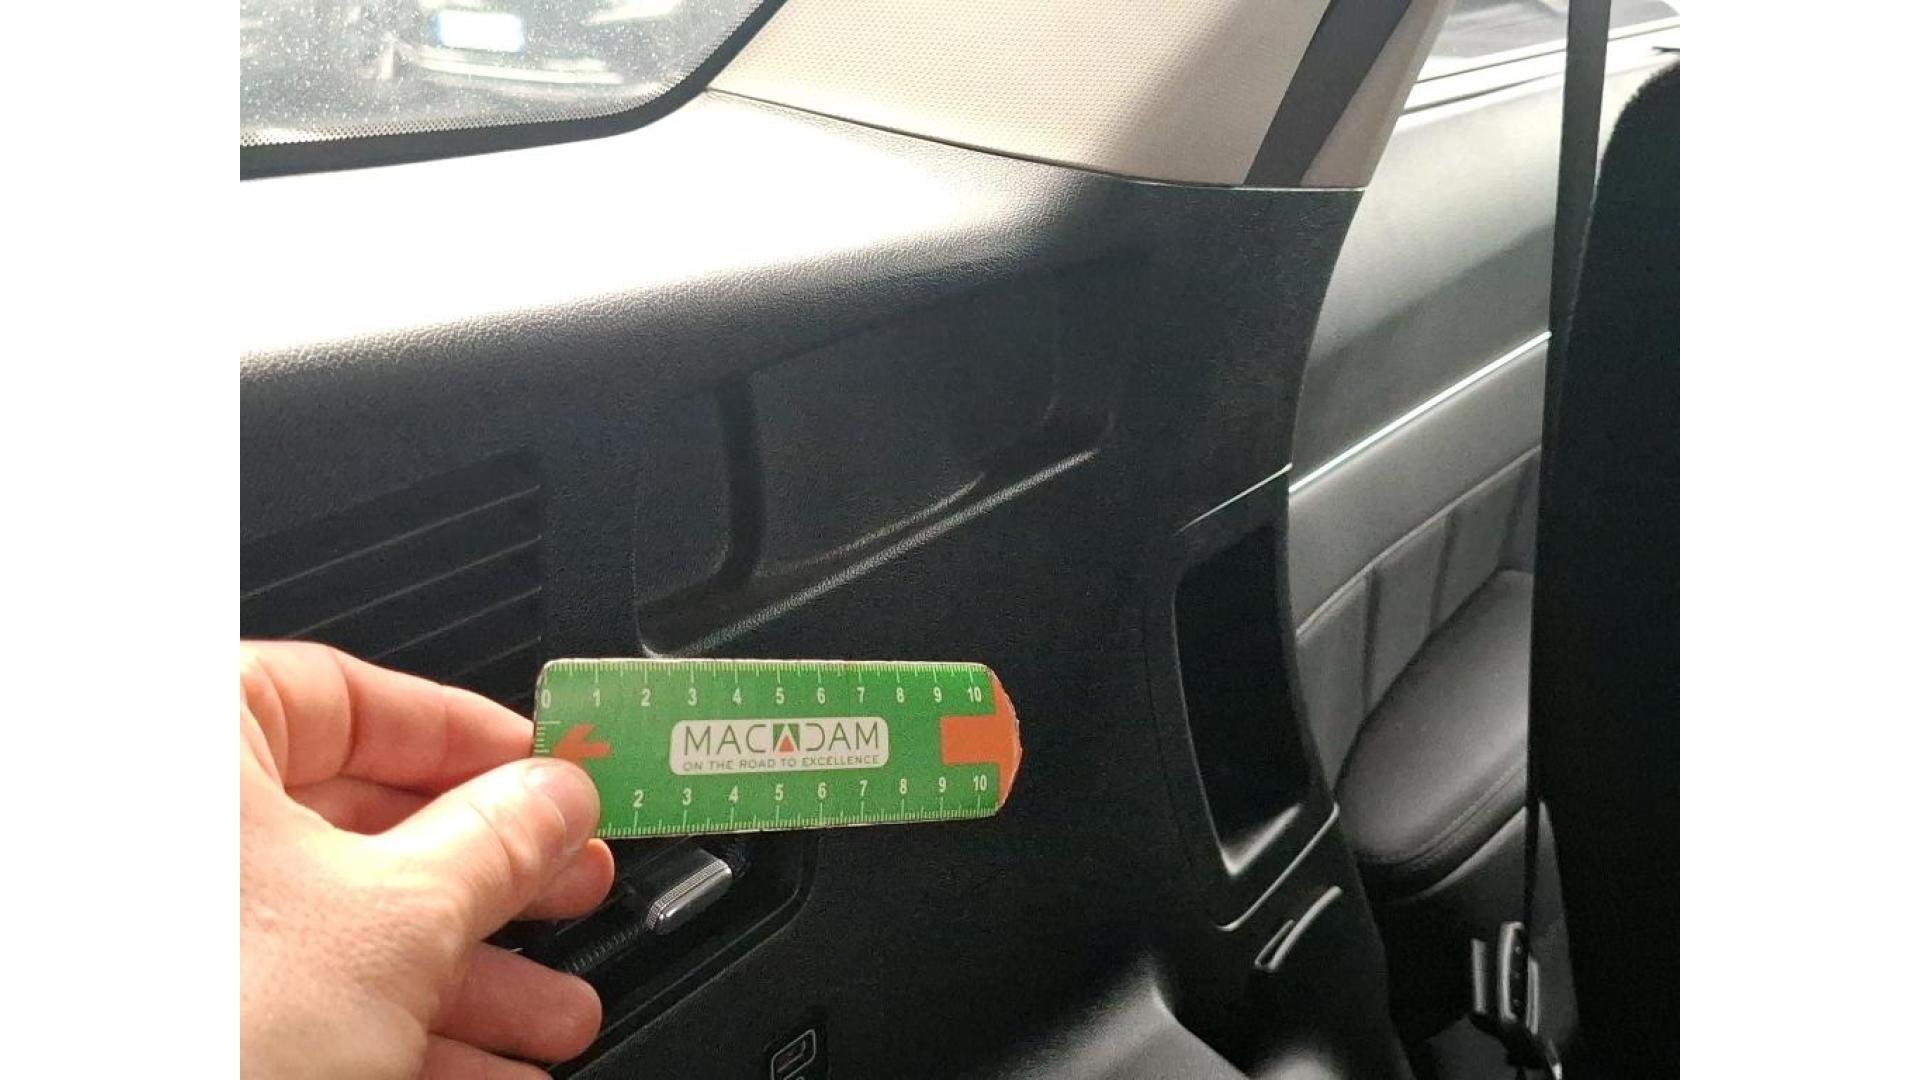 0 1 2 3 4 5 6 7 8 9 10
MACADAM
ON THE ROAD TO EXCELLENCE
2 3 4 5 6 7 8 9 10